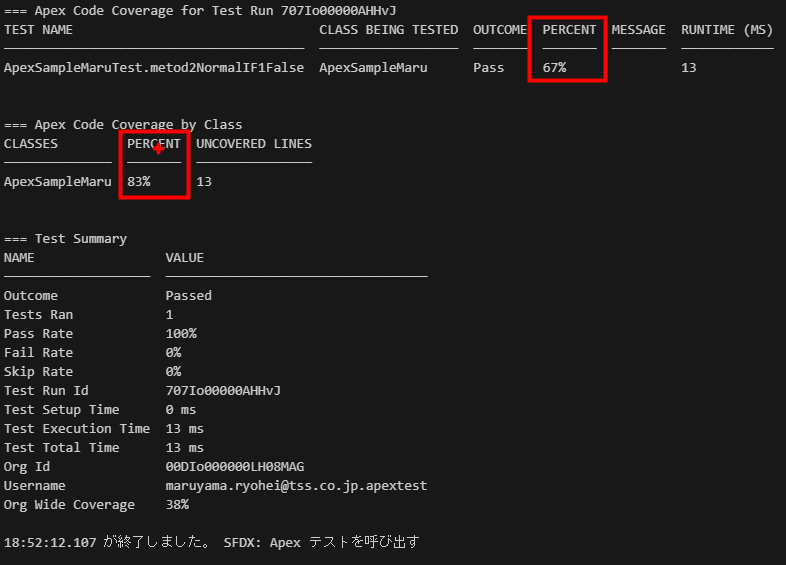 === Apex Code Coverage for Test Run 707Io00000AHHvJ
TEST NAME CLASS BEING TESTED OUTCOME PERCENT MESSAGE RUNTIME (MS)
ApexSampleMaruTest.metod2NormalIF1False ApexSampleMaru Pass 67% 13
=== Apex Code Coverage by Class
CLASSES PERCENT UNCOVERED LINES
ApexSampleMaru 83% 13
=== Test Summary
NAME VALUE
Outcome Passed
Tests Ran 1
Pass Rate 100%
Fail Rate 0%
Skip Rate 0%
Test Run Id 707Io00000AHHvJ
Test Setup Time 0 ms
Test Execution Time 13 ms
Test Total Time 13 ms
Org Id 00DIo000000LH08MAG
Username maruyama.ryohei@tss.co.jp.apextest
Org Wide Coverage 38%
18:52:12.107 が終了しました。 SFDX: Apex テストを呼び出す